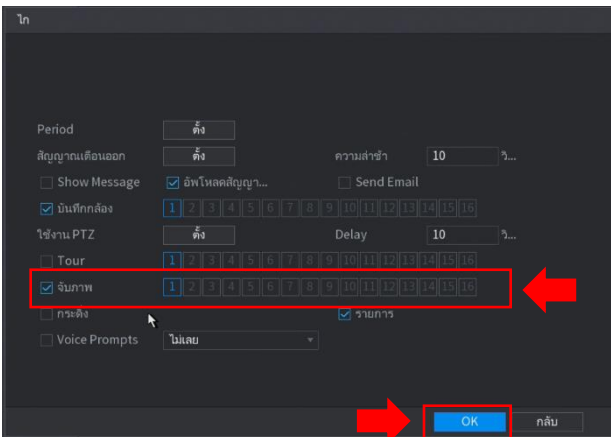 ไก
Period ตั้ง
สัญญาณเตือนออก ตั้ง ความล่าช้า 10 วิ...
Show Message อัพโหลดสัญญา... Send Email
บันทึกกล้อง 1 2 3 4 5 6 7 8 9 10 11 12 13 14 15 16
ใช้งาน PTZ ตั้ง Delay 10 วิ...
Tour 1 2 3 4 5 6 7 8 9 10 11 12 13 14 15 16
จับภาพ 1 2 3 4 5 6 7 8 9 10 11 12 13 14 15 16
กระดิ่ง รายการ
Voice Prompts ไม่เลย
OK กลับ